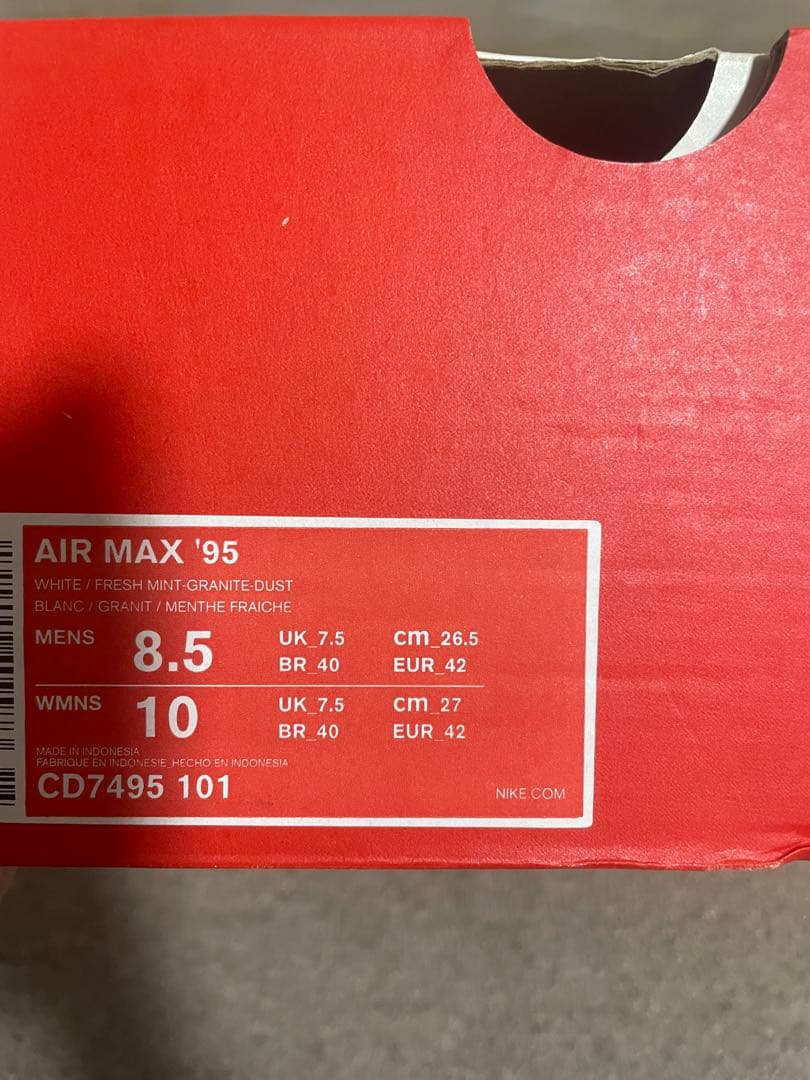 AIR MAX '95
WHITE / FRESH MINT-GRANITE-DUST
BLANC / GRANIT / MENTHE FRAICHE
MENS 8.5 UK_7.5 cm_26.5
BR_40 EUR_42
WMNS 10 UK_7.5 cm_27
BR_40 EUR_42
MADE IN INDONESIA
FABRIQUE EN INDONESIE_HECHO EN INDONESIA
CD7495 101 NIKE.COM